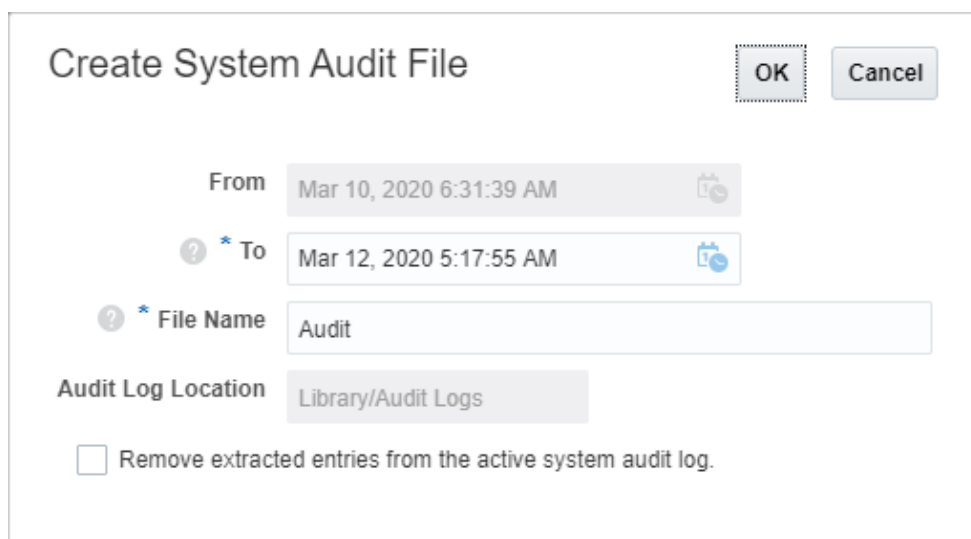 Create System Audit File OK Cancel
From Mar 10, 2020 6:31:39 AM
? * To Mar 12, 2020 5:17:55 AM
? * File Name Audit
Audit Log Location Library/Audit Logs
Remove extracted entries from the active system audit log.